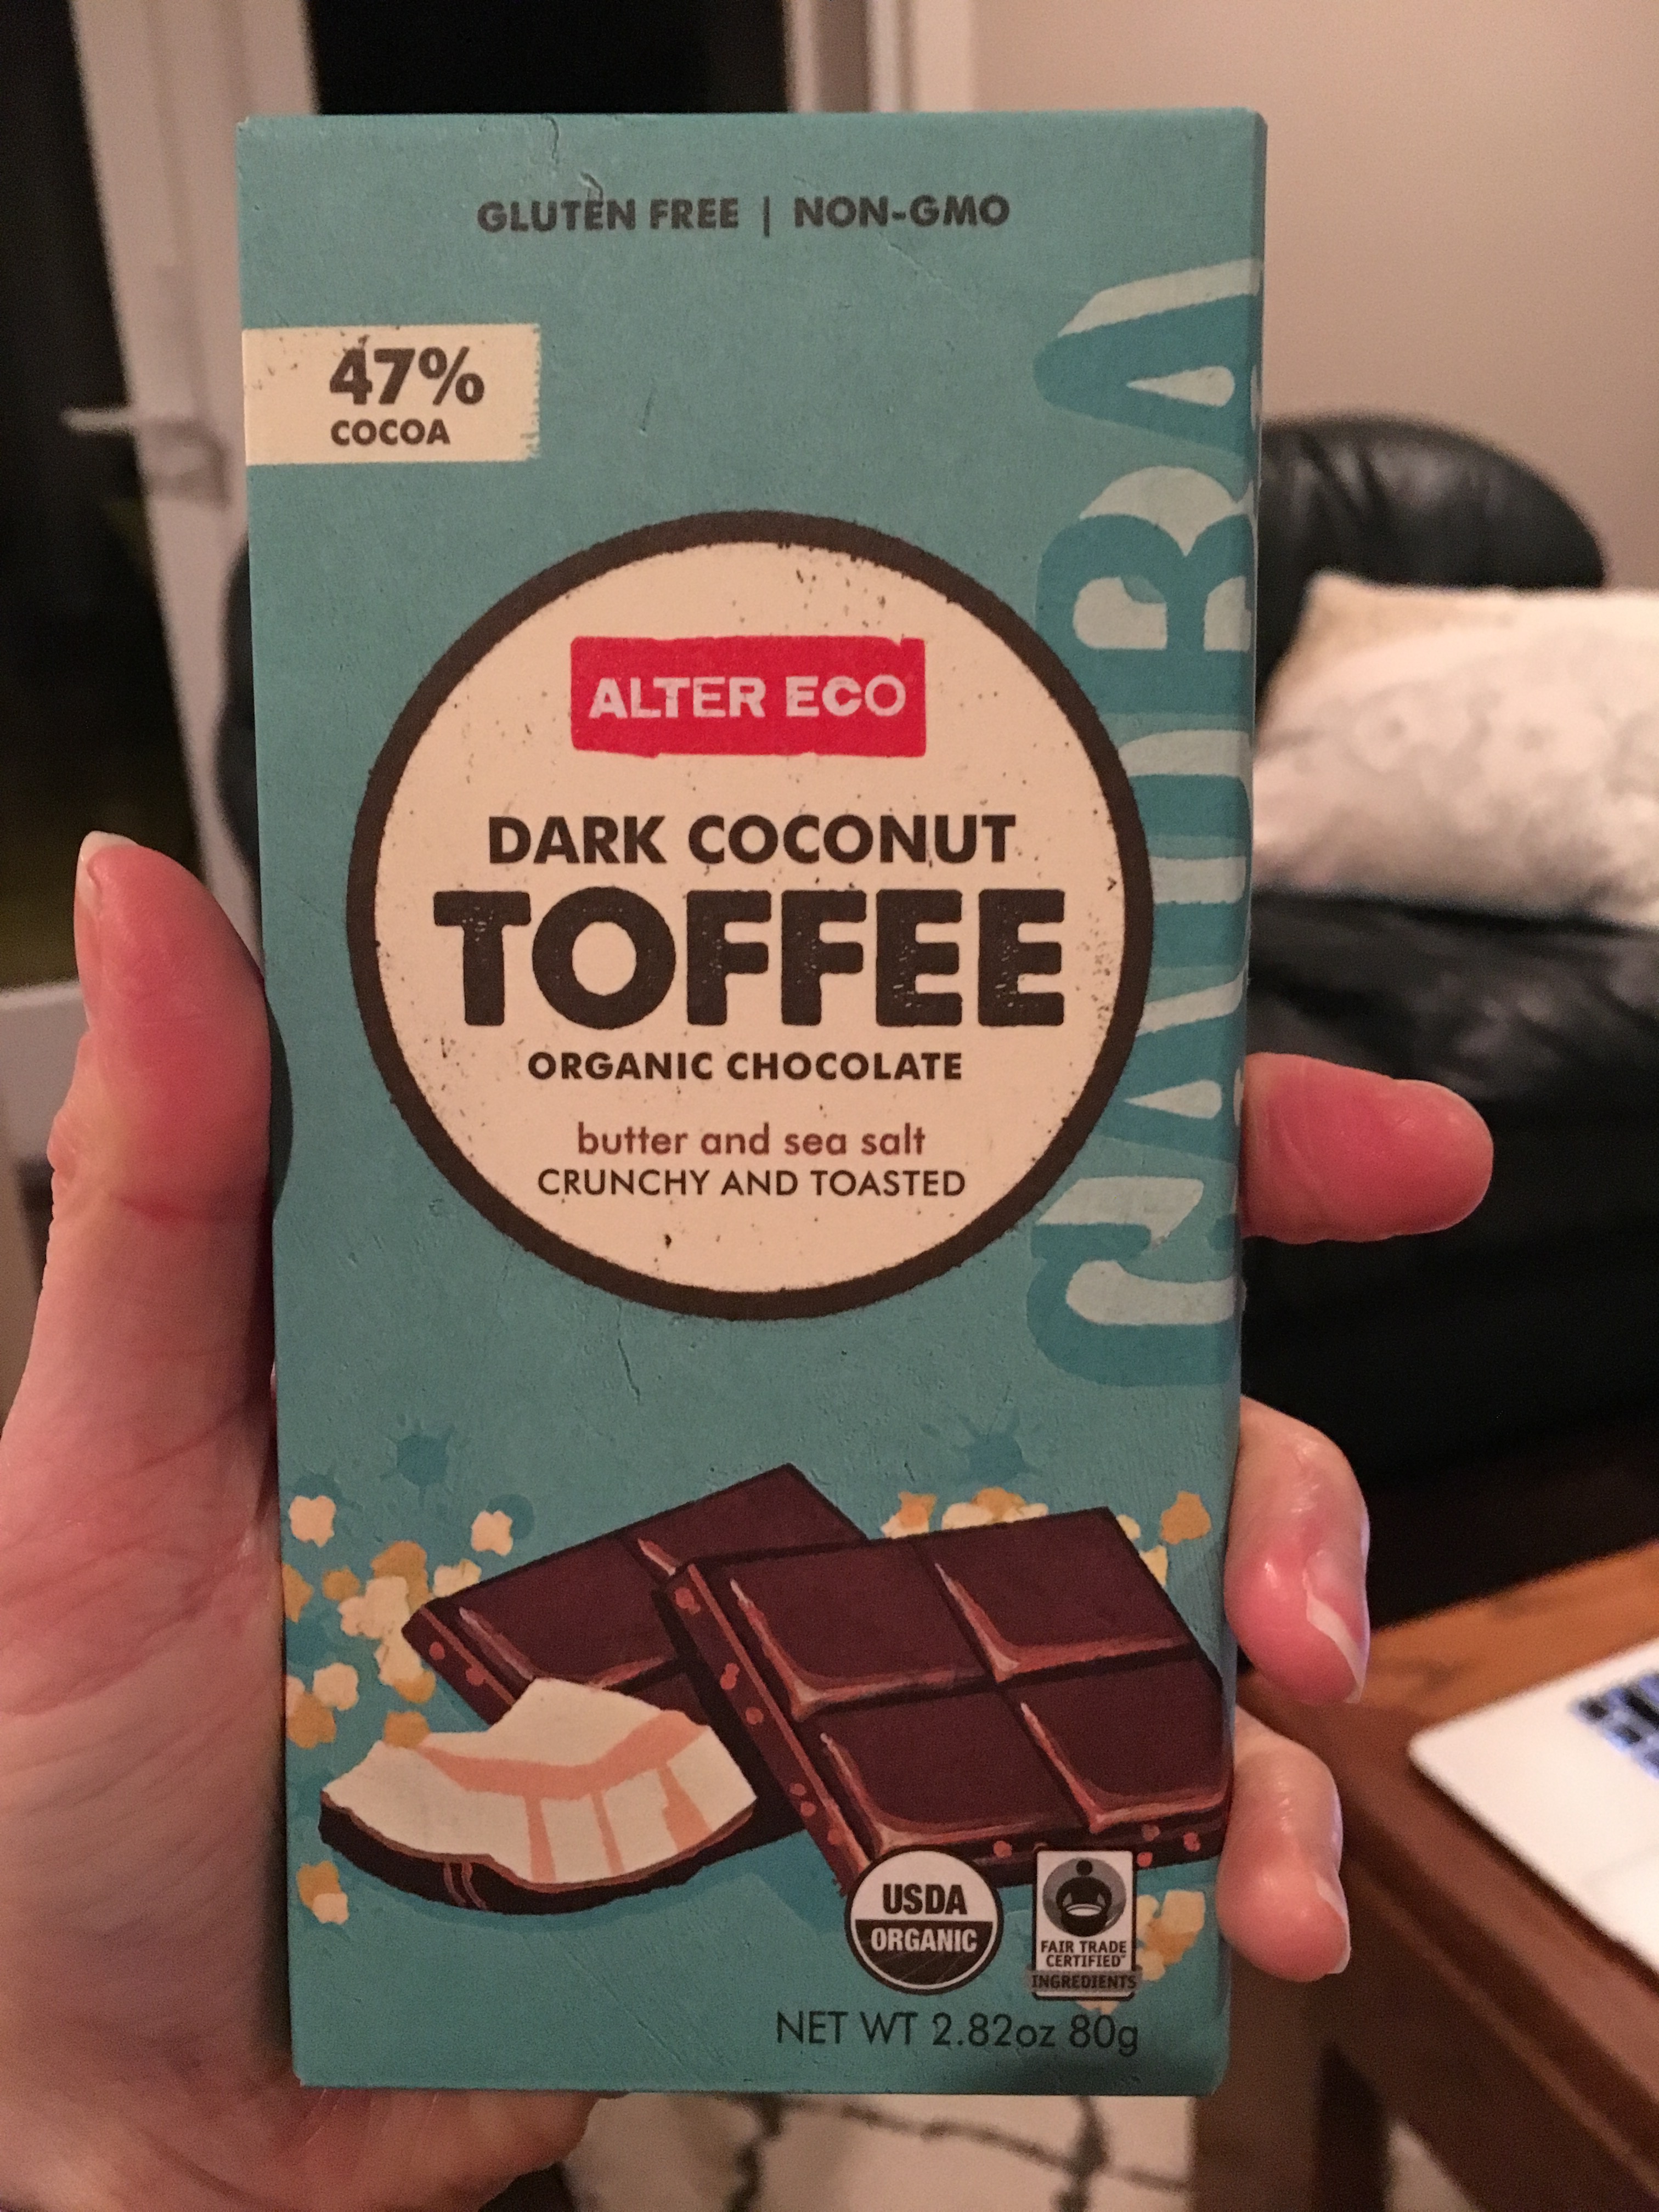 GLUTEN FREE | NON-GMO
47%
COCOA
ALTER ECO
DARK COCONUT
TOFFEE
ORGANIC CHOCOLATE
butter and sea salt
CRUNCHY AND TOASTED
USDA
ORGANIC
FAIR TRADE
CERTIFIED
INGREDIENTS
NET WT 2.82oz 80g